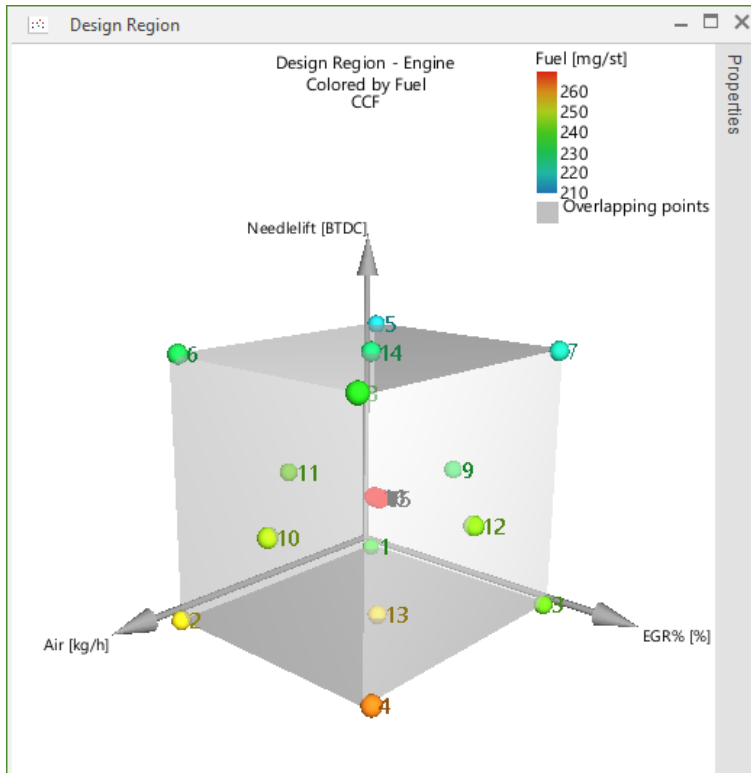 Design Region
Properties
Design Region - Engine
Colored by Fuel
CCF
Fuel [mg/st]
260
250
240
230
220
210
Overlapping points
Needlelift [BTDC]
5
6
14
7
8
11
9
10
12
1
2
3
13
Air [kg/h]
EGR% [%]
4